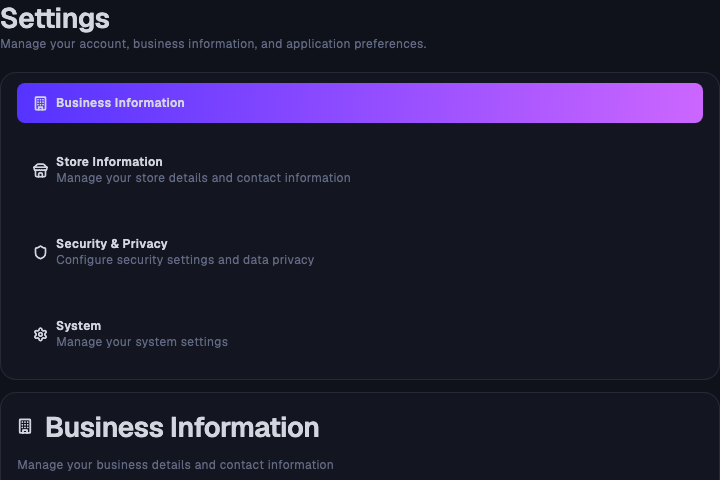 Settings
Manage your account, business information, and application preferences.
Business Information
Store Information
Manage your store details and contact information
Security & Privacy
Configure security settings and data privacy
System
Manage your system settings
Business Information
Manage your business details and contact information